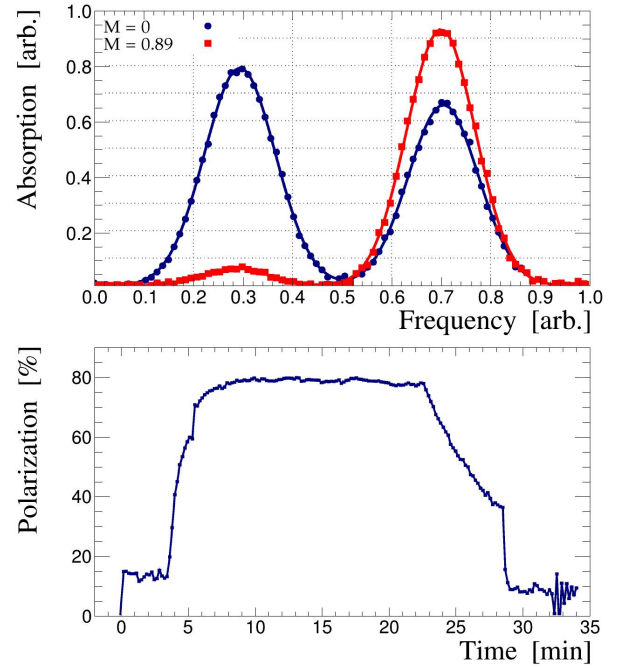 Absorption [arb.]
M = 0
M = 0.89
1.0
0.8
0.6
0.4
0.2
0.0 0.1 0.2 0.3 0.4 0.5 0.6 0.7 0.8 0.9 1.0
Frequency [arb.]
Polarization [%]
80
60
40
20
0
0 5 10 15 20 25 30 35
Time [min]